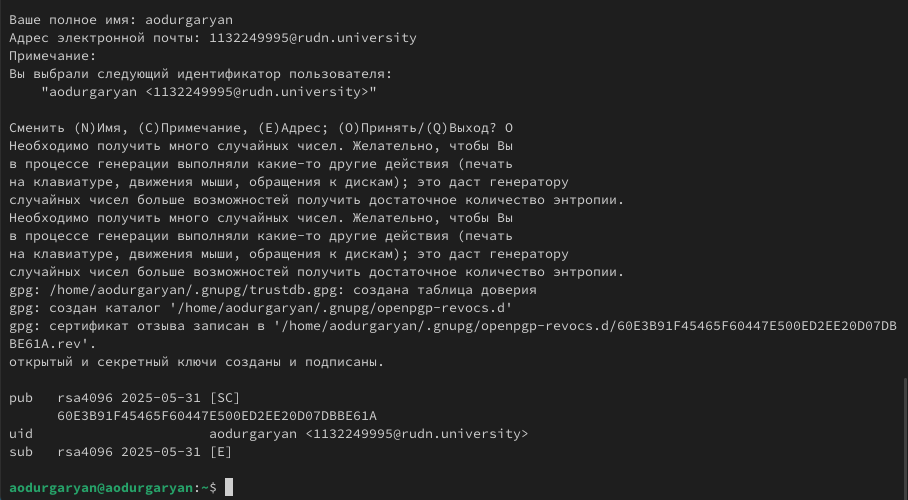 Ваше полное имя: aodurgaryan
Адрес электронной почты: 1132249995@rudn.university
Примечание:
Вы выбрали следующий идентификатор пользователя:
    "aodurgaryan <1132249995@rudn.university>"

Сменить (N)Имя, (C)Примечание, (E)Адрес; (O)Принять/(Q)Выход? O
Необходимо получить много случайных чисел. Желательно, чтобы Вы
в процессе генерации выполняли какие-то другие действия (печать
на клавиатуре, движения мыши, обращения к дискам); это даст генератору
случайных чисел больше возможностей получить достаточное количество энтропии.
Необходимо получить много случайных чисел. Желательно, чтобы Вы
в процессе генерации выполняли какие-то другие действия (печать
на клавиатуре, движения мыши, обращения к дискам); это даст генератору
случайных чисел больше возможностей получить достаточное количество энтропии.
gpg: /home/aodurgaryan/.gnupg/trustdb.gpg: создана таблица доверия
gpg: создан каталог '/home/aodurgaryan/.gnupg/openpgp-revocs.d'
gpg: сертификат отзыва записан в '/home/aodurgaryan/.gnupg/openpgp-revocs.d/60E3B91F45465F60447E500ED2EE20D07DB
BE61A.rev'.
открытый и секретный ключи созданы и подписаны.

pub   rsa4096 2025-05-31 [SC]
      60E3B91F45465F60447E500ED2EE20D07DBBE61A
uid                      aodurgaryan <1132249995@rudn.university>
sub   rsa4096 2025-05-31 [E]

aodurgaryan@aodurgaryan:~$